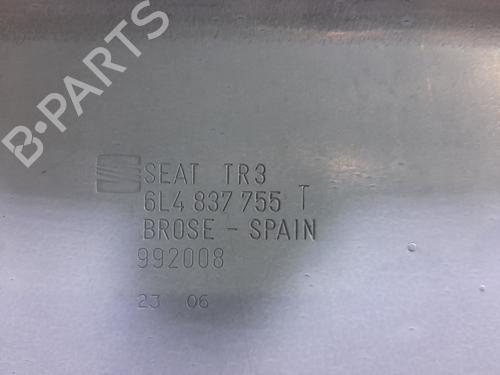 B-PARTS
SEAT TR3
6L4 837 755 T
BROSE - SPAIN
992008
23 06